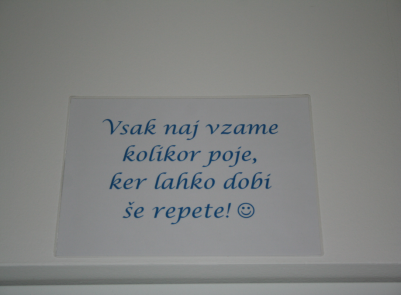 Vsak naj vzame
kolikor poje,
ker lahko dobi
še repete! ☺